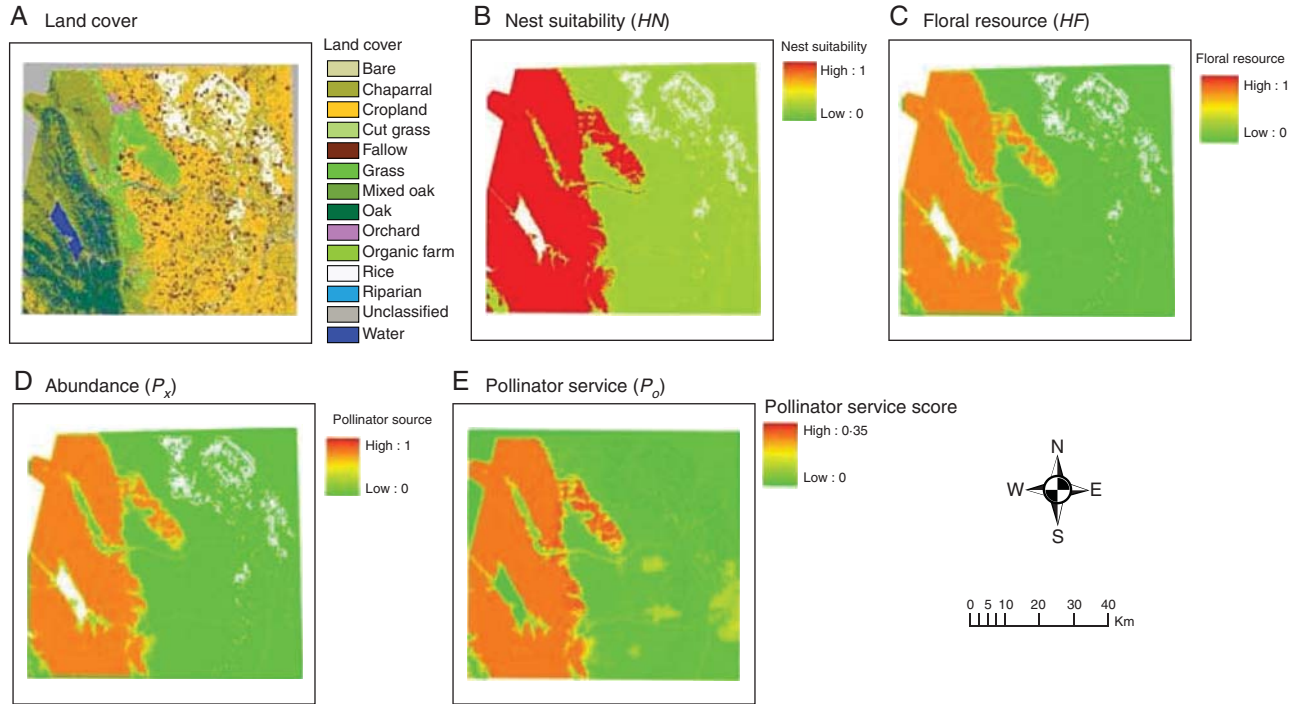 A Land cover
Land cover
Bare
Chaparral
Cropland
Cut grass
Fallow
Grass
Mixed oak
Oak
Orchard
Organic farm
Rice
Riparian
Unclassified
Water
B Nest suitability (HN)
Nest suitability
High : 1
Low : 0
C Floral resource (HF)
Floral resource
High : 1
Low : 0
D Abundance (Px)
Pollinator source
High : 1
Low : 0
E Pollinator service (Po)
Pollinator service score
High : 0·35
Low : 0
N
W E
S
0 5 10 20 30 40
Km